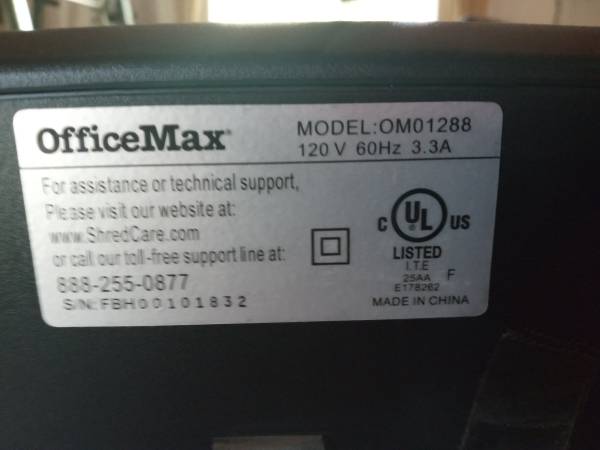 OfficeMax
MODEL:OM01288
120 V 60Hz 3.3A
For assistance or technical support,
Please visit our website at:
www.ShredCare.com
or call our toll-free support line at:
888-255-0877
S/N:FBH00101832
C UL US
LISTED
I.T.E
25AA F
E178262
MADE IN CHINA